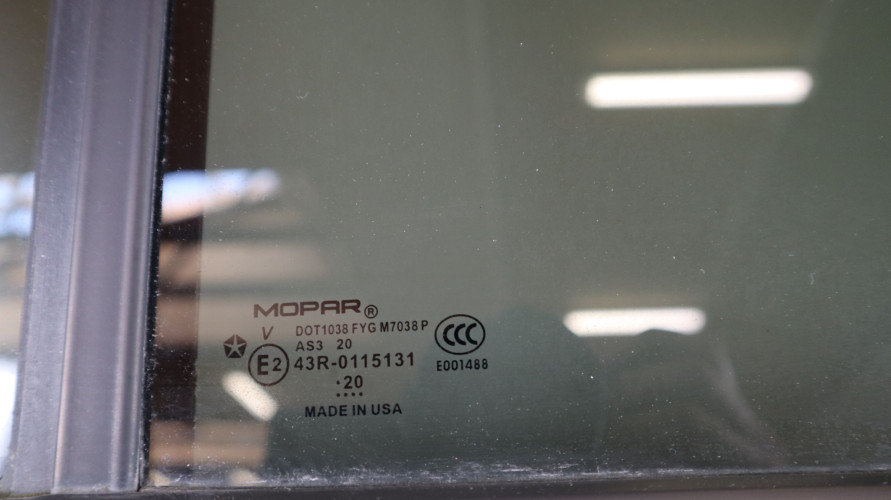 MOPAR®
V DOT1038 FYG M7038 P
AS3 20
E2 43R-0115131
.20
....
MADE IN USA
CCC
E001488